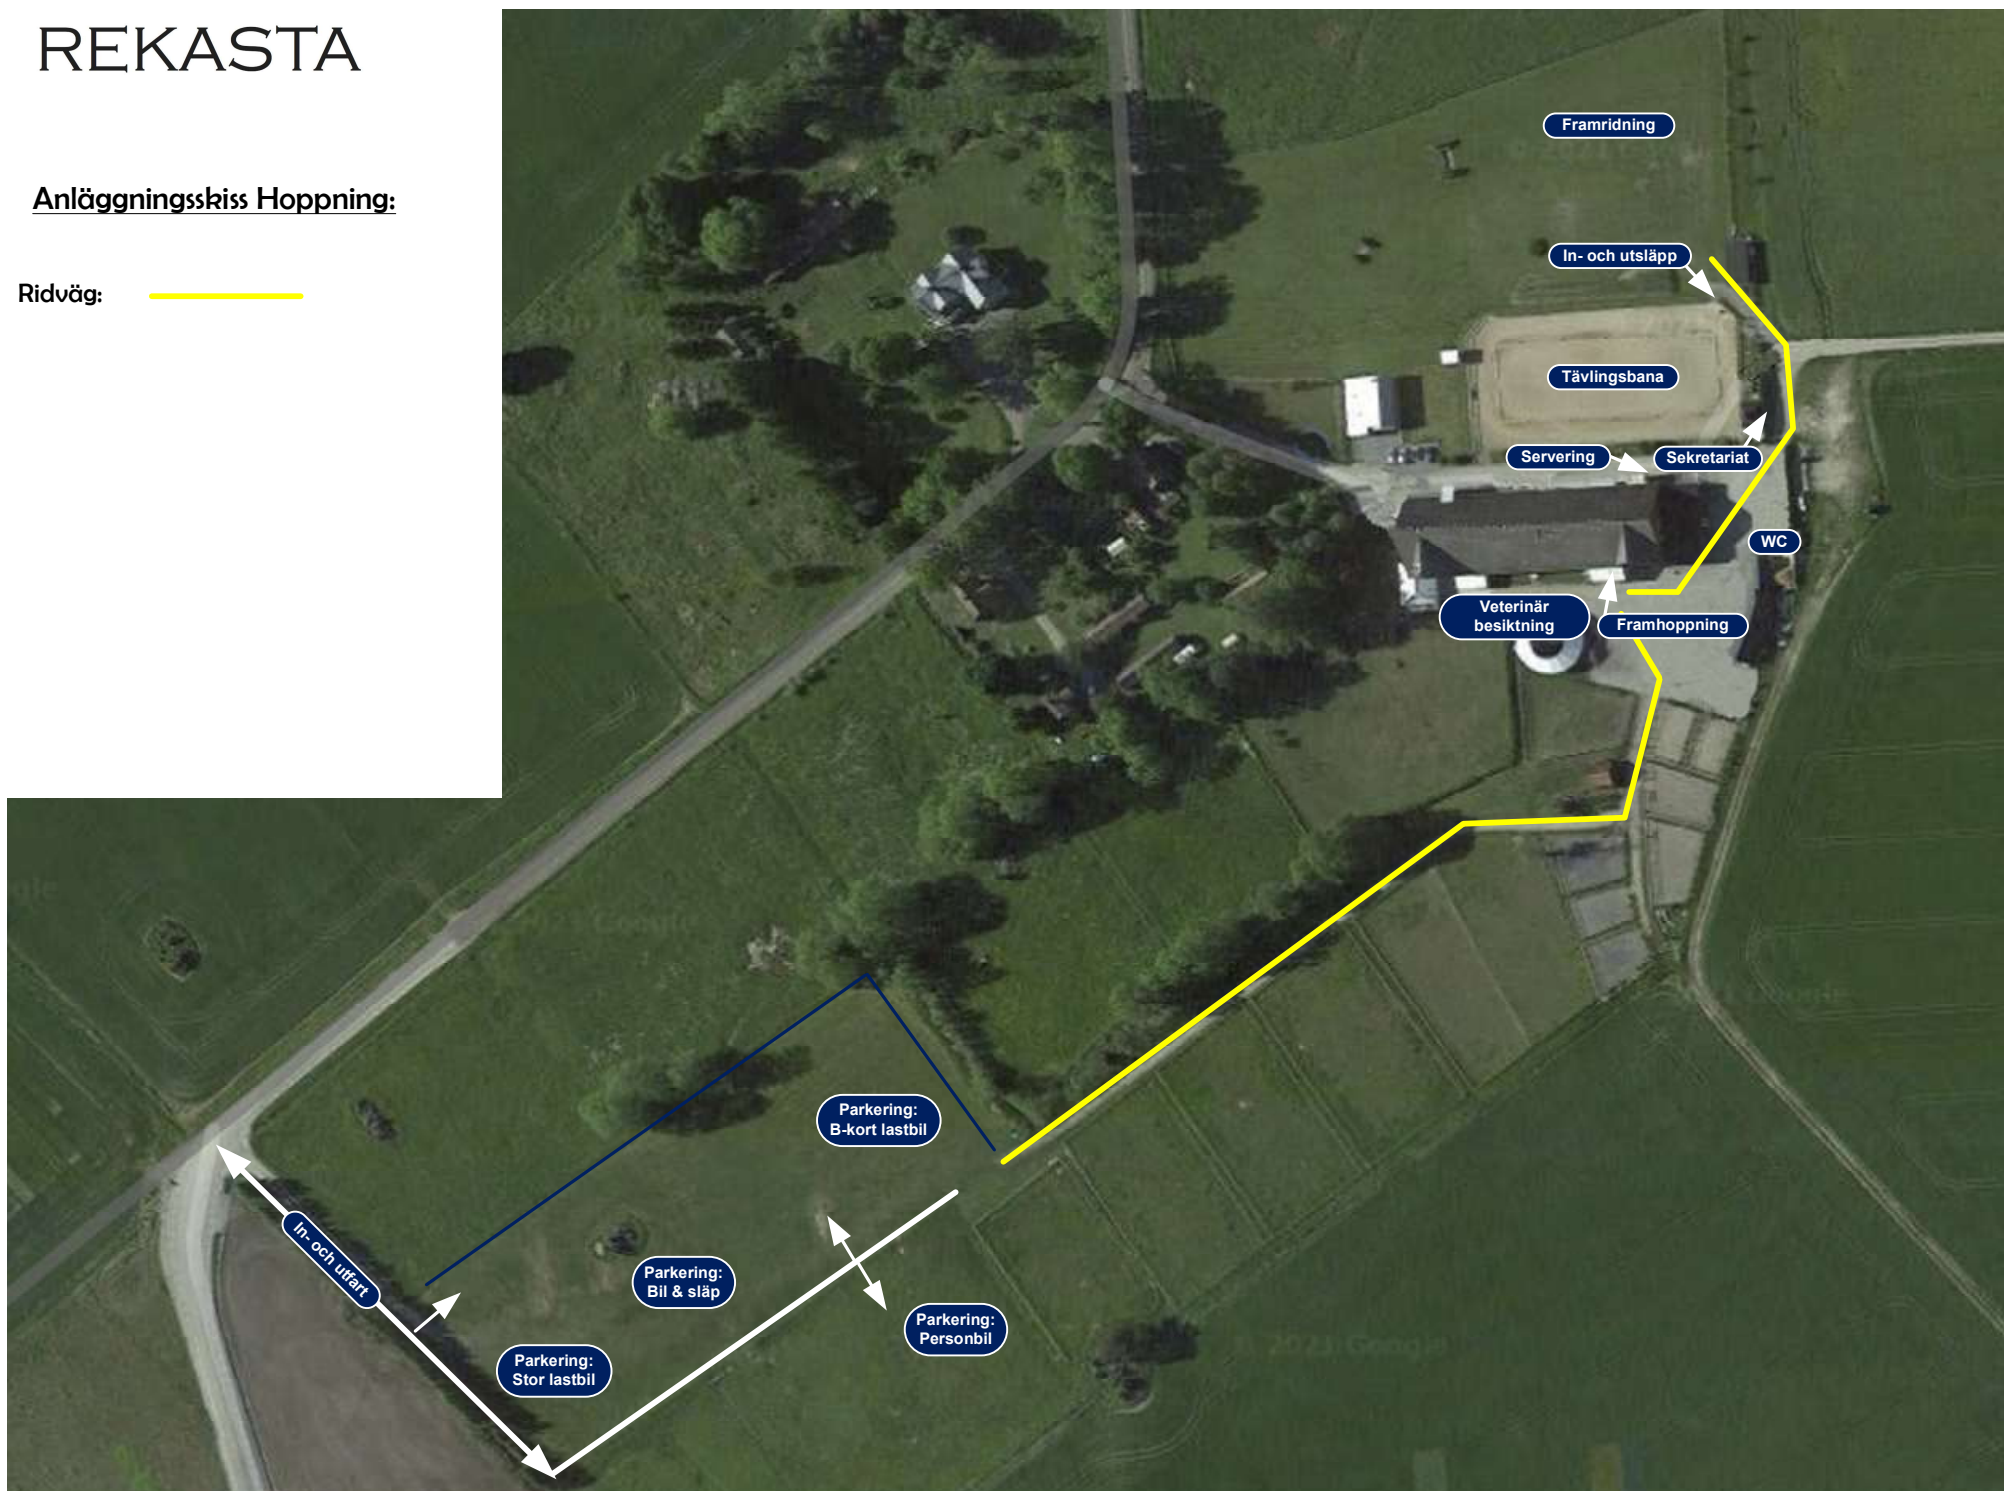 REKASTA
Anläggningsskiss Hoppning:
Ridväg:
Framridning
In- och utsläpp
Tävlingsbana
Servering
Sekretariat
WC
Veterinär
besiktning
Framhoppning
Parkering:
B-kort lastbil
In- och utfart
Parkering:
Bil & släp
Parkering:
Personbil
Parkering:
Stor lastbil